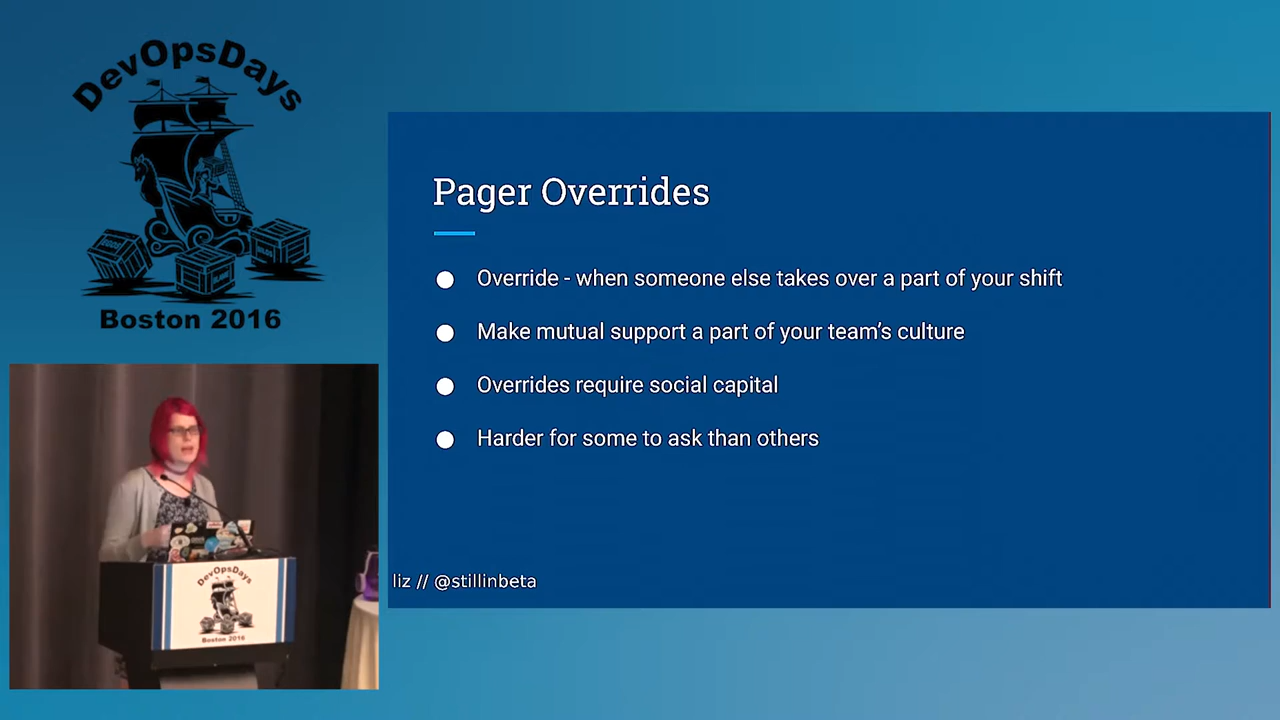 DevOpsDays
Boston 2016
Pager Overrides
Override - when someone else takes over a part of your shift
Make mutual support a part of your team’s culture
Overrides require social capital
Harder for some to ask than others
liz // @stillinbeta
DevOpsDays
Boston 2016